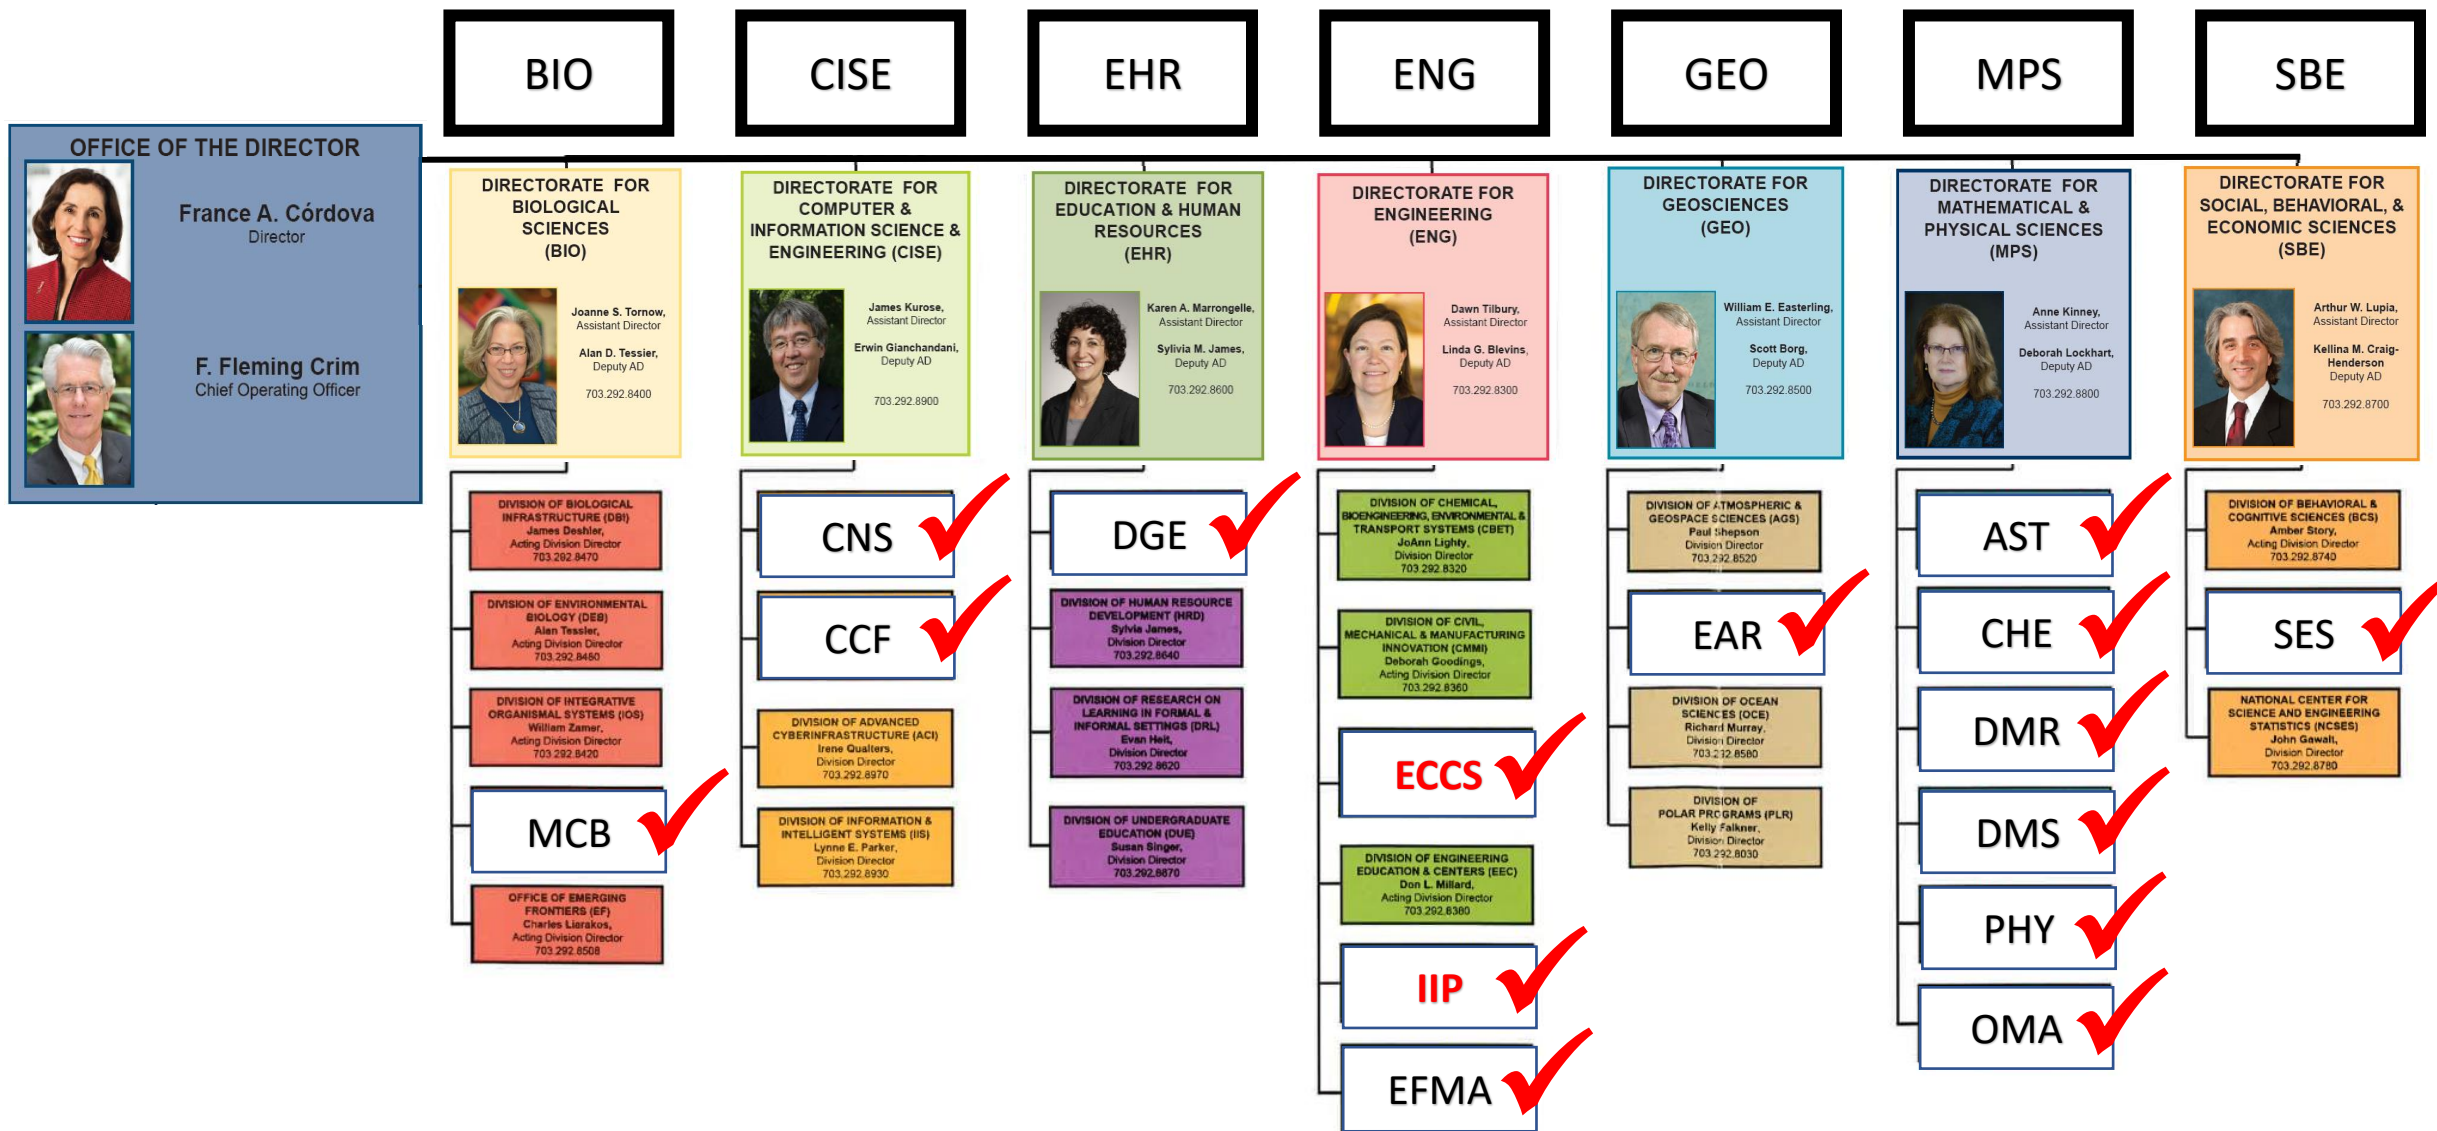 BIO
CISE
EHR
ENG
GEO
MPS
SBE
OFFICE OF THE DIRECTOR
France A. Córdova
Director
F. Fleming Crim
Chief Operating Officer
DIRECTORATE FOR
BIOLOGICAL
SCIENCES
(BIO)
Joanne S. Tornow,
Assistant Director
Alan D. Tessier,
Deputy AD
703.292.8400
DIVISION OF BIOLOGICAL
INFRASTRUCTURE (DBI)
James Deshler,
Acting Division Director
703.292.8470
DIVISION OF ENVIRONMENTAL
BIOLOGY (DEB)
Alan Tessier,
Acting Division Director
703.292.8480
DIVISION OF INTEGRATIVE
ORGANISMAL SYSTEMS (IOS)
William Zamer,
Acting Division Director
703.292.8420
MCB
OFFICE OF EMERGING
FRONTIERS (EF)
Charles Liarakos,
Acting Division Director
703.292.8508
DIRECTORATE FOR
COMPUTER &
INFORMATION SCIENCE &
ENGINEERING (CISE)
James Kurose,
Assistant Director
Erwin Gianchandani,
Deputy AD
703.292.8900
CNS
CCF
DIVISION OF ADVANCED
CYBERINFRASTRUCTURE (ACI)
Irene Qualters,
Division Director
703.292.8970
DIVISION OF INFORMATION &
INTELLIGENT SYSTEMS (IIS)
Lynne E. Parker,
Division Director
703.292.8930
DIRECTORATE FOR
EDUCATION & HUMAN
RESOURCES
(EHR)
Karen A. Marrongelle,
Assistant Director
Sylivia M. James,
Deputy AD
703.292.8600
DGE
DIVISION OF HUMAN RESOURCE
DEVELOPMENT (HRD)
Sylvia James,
Division Director
703.292.8640
DIVISION OF RESEARCH ON
LEARNING IN FORMAL &
INFORMAL SETTINGS (DRL)
Evan Heit,
Division Director
703.292.8620
DIVISION OF UNDERGRADUATE
EDUCATION (DUE)
Susan Singer,
Division Director
703.292.8670
DIRECTORATE FOR
ENGINEERING
(ENG)
Dawn Tilbury,
Assistant Director
Linda G. Blevins,
Deputy AD
703.292.8300
DIVISION OF CHEMICAL,
BIOENGINEERING, ENVIRONMENTAL &
TRANSPORT SYSTEMS (CBET)
JoAnn Lighty,
Division Director
703.292.8320
DIVISION OF CIVIL,
MECHANICAL & MANUFACTURING
INNOVATION (CMMI)
Deborah Goodings,
Acting Division Director
703.292.8360
ECCS
DIVISION OF ENGINEERING
EDUCATION & CENTERS (EEC)
Don L. Millard,
Acting Division Director
703.292.8380
IIP
EFMA
DIRECTORATE FOR
GEOSCIENCES
(GEO)
William E. Easterling,
Assistant Director
Scott Borg,
Deputy AD
703.292.8500
DIVISION OF ATMOSPHERIC &
GEOSPACE SCIENCES (AGS)
Paul Shepson
Division Director
703.292.8520
EAR
DIVISION OF OCEAN
SCIENCES (OCE)
Richard Murray,
Division Director
703.292.8580
DIVISION OF
POLAR PROGRAMS (PLR)
Kelly Falkner,
Division Director
703.292.8030
DIRECTORATE FOR
MATHEMATICAL &
PHYSICAL SCIENCES
(MPS)
Anne Kinney,
Assistant Director
Deborah Lockhart,
Deputy AD
703.292.8800
AST
CHE
DMR
DMS
PHY
OMA
DIRECTORATE FOR
SOCIAL, BEHAVIORAL, &
ECONOMIC SCIENCES
(SBE)
Arthur W. Lupia,
Assistant Director
Kellina M. Craig-
Henderson
Deputy AD
703.292.8700
DIVISION OF BEHAVIORAL &
COGNITIVE SCIENCES (BCS)
Amber Story,
Acting Division Director
703.292.8740
SES
NATIONAL CENTER FOR
SCIENCE AND ENGINEERING
STATISTICS (NCSES)
John Gawalt,
Division Director
703.292.8780